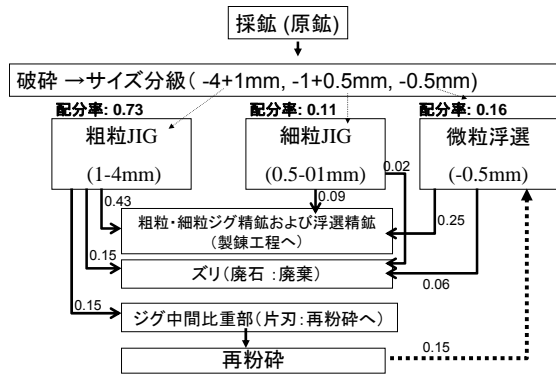 採鉱 (原鉱)
破砕 →サイズ分級( -4+1mm, -1+0.5mm, -0.5mm)
配分率: 0.73
配分率: 0.11
配分率: 0.16
粗粒JIG
(1-4mm)
細粒JIG
(0.5-01mm)
微粒浮選
(-0.5mm)
0.02
0.09
0.43
粗粒・細粒ジグ精鉱および浮選精鉱
(製錬工程へ)
0.25
0.15
ズリ(廃石 :廃棄)
0.06
0.15
ジグ中間比重部(片刃:再粉砕へ)
再粉砕
0.15